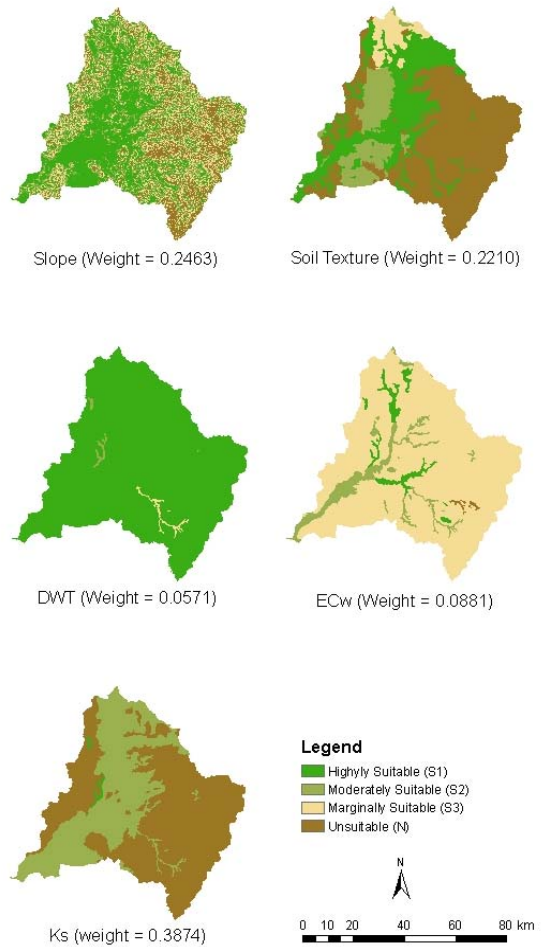 Slope (Weight = 0.2463)
Soil Texture (Weight = 0.2210)
DWT (Weight = 0.0571)
ECw (Weight = 0.0881)
Ks (weight = 0.3874)
Legend
Highyly Suitable (S1)
Moderately Suitable (S2)
Marginally Suitable (S3)
Unsuitable (N)
N
0 10 20 40 60 80 km